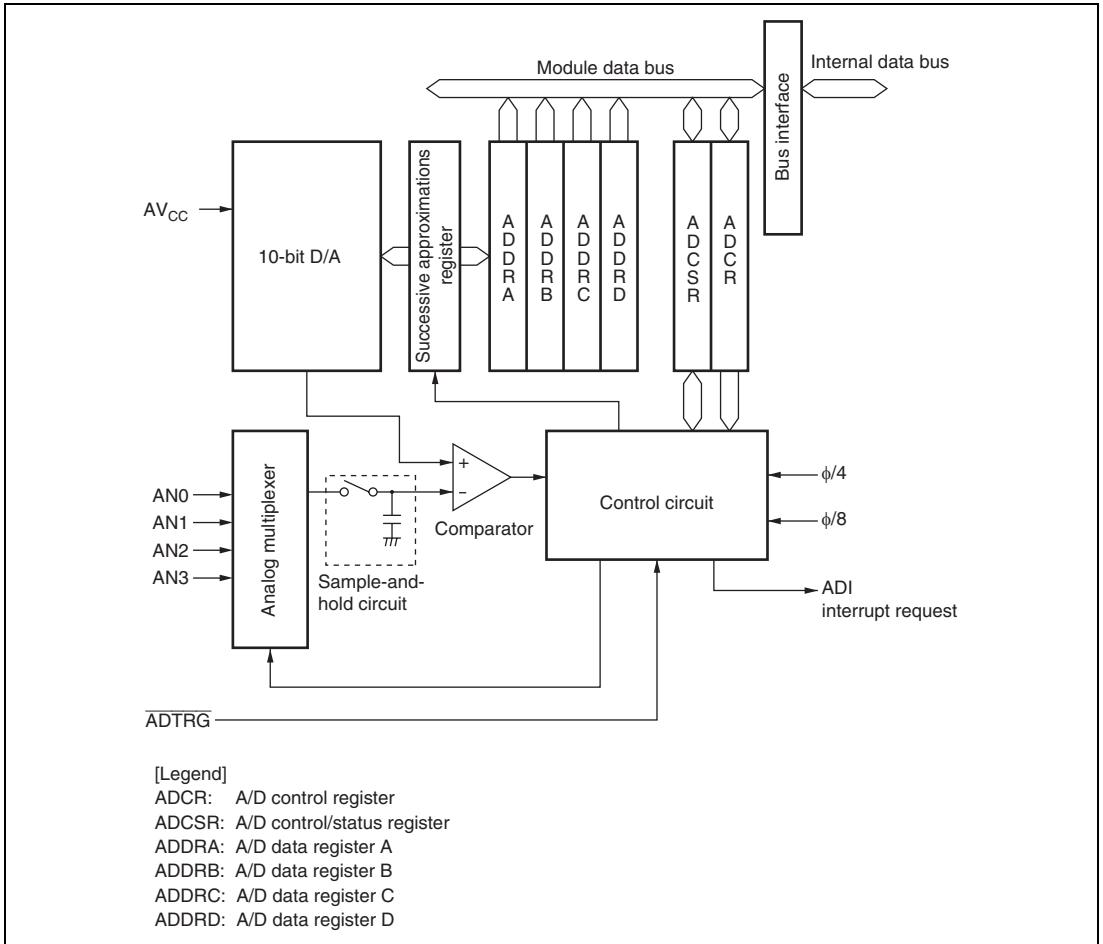 Module data bus
Internal data bus
Bus interface
AV_CC
10-bit D/A
Successive approximations
register
ADDRA
ADDRB
ADDRC
ADDRD
ADCSR
ADCR
AN0
AN1
AN2
AN3
Analog multiplexer
+
−
Comparator
Sample-and-
hold circuit
Control circuit
ϕ/4
ϕ/8
ADI
interrupt request
ADTRG
[Legend]
ADCR: A/D control register
ADCSR: A/D control/status register
ADDRA: A/D data register A
ADDRB: A/D data register B
ADDRC: A/D data register C
ADDRD: A/D data register D